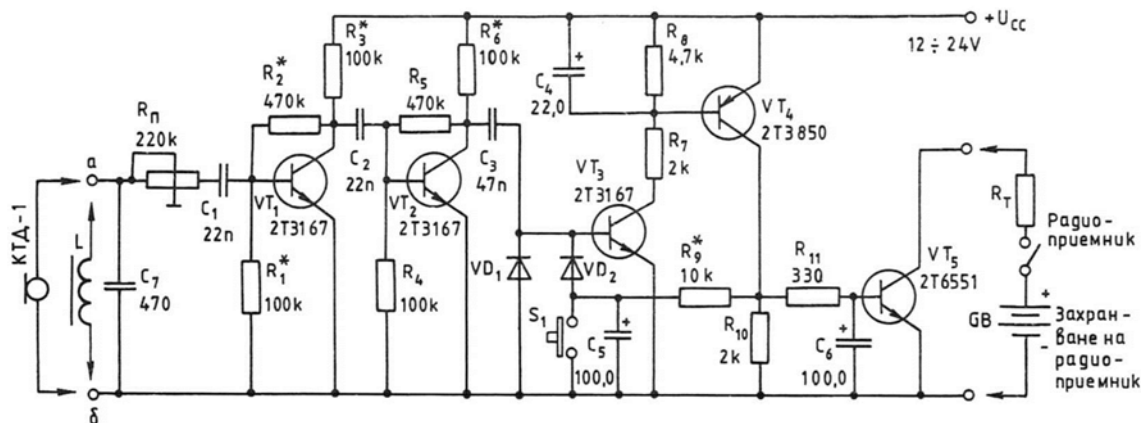 +Ucc
12÷24V
R3*
100k
R6*
100k
R8
4,7k
C4
22,0
+
R2*
470k
R5
470k
VT4
2T3850
Rп
220k
C2
22n
C3
47n
R7
2k
a
C1
22n
VT1
2T3167
VT2
2T3167
VT3
2T3167
КТД-1
L
C7
470
R1*
100k
R4
100k
VD1
VD2
R9*
10k
R11
330
VT5
2T6551
RT
Радио-
приемник
S1
C5
100,0
+
R10
2k
C6
100,0
+
GB
+
-
Захран-
ване на
радио-
приемник
δ